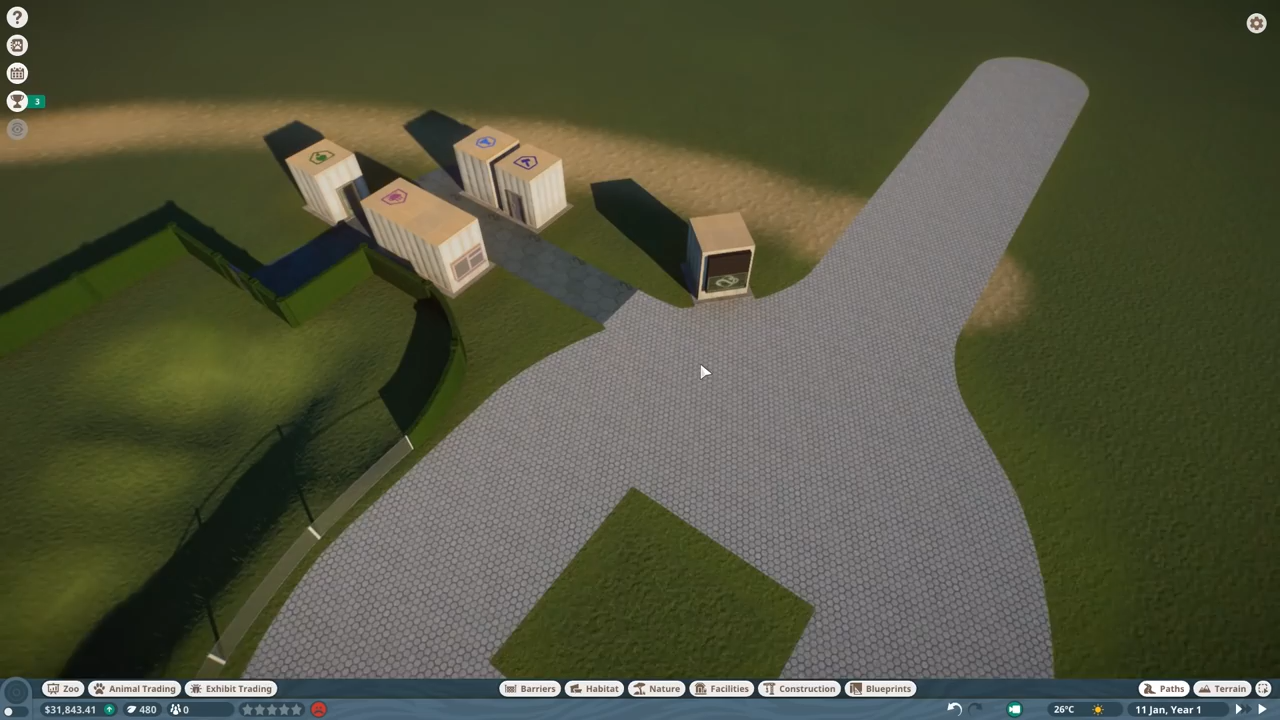 ?
3
Zoo
Animal Trading
Exhibit Trading
Barriers
Habitat
Nature
Facilities
Construction
Blueprints
Paths
Terrain
$31,843.41
480
0
26°C
11 Jan, Year 1